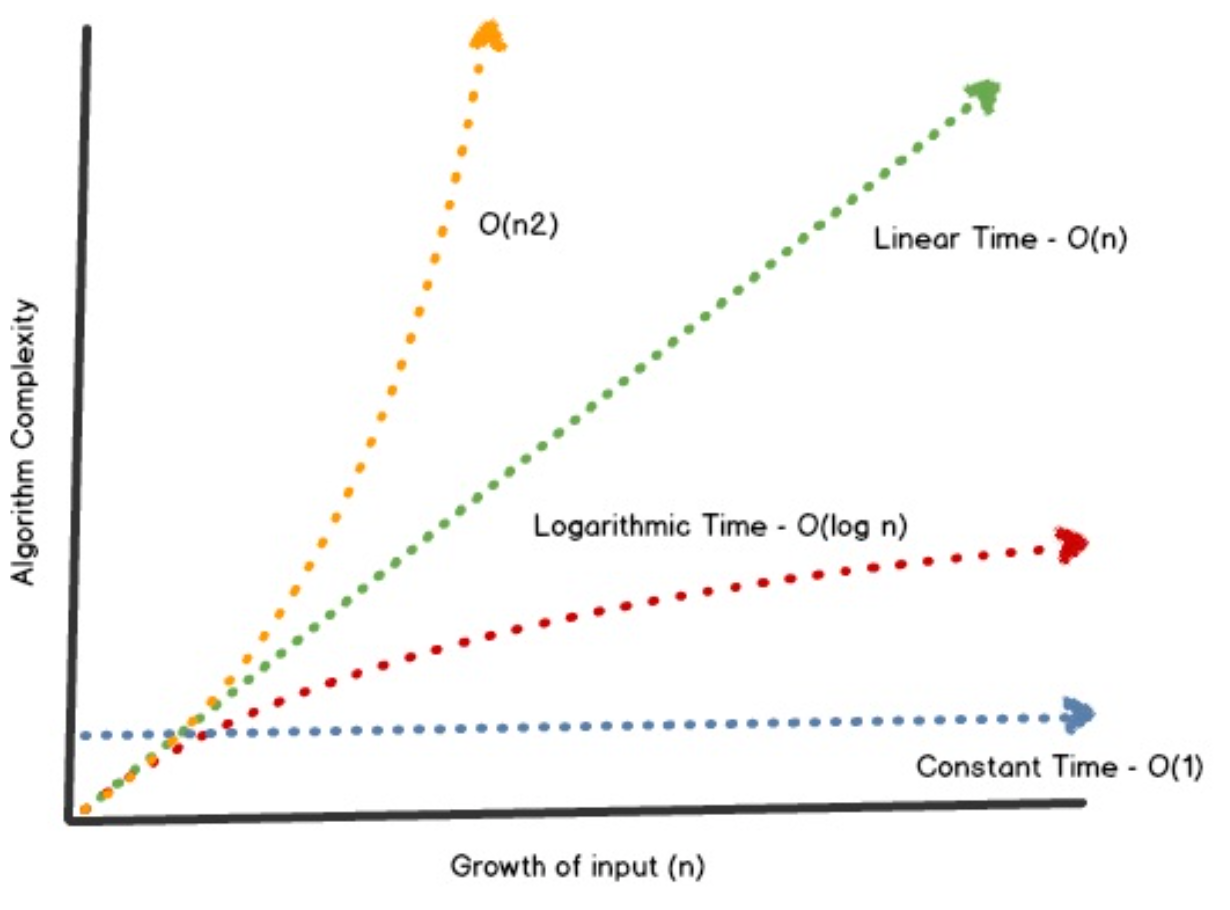 O(n2)
Linear Time - O(n)
Algorithm Complexity
Logarithmic Time - O(log n)
Constant Time - O(1)
Growth of input (n)